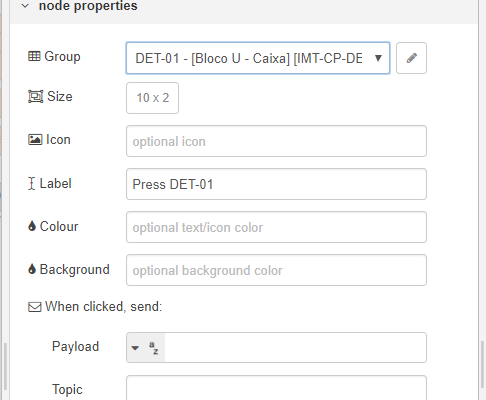 node properties
Group
DET-01 - [Bloco U - Caixa] [IMT-CP-DE
Size
10 x 2
Icon
optional icon
Label
Press DET-01
Colour
optional text/icon color
Background
optional background color
When clicked, send:
Payload
az
Topic